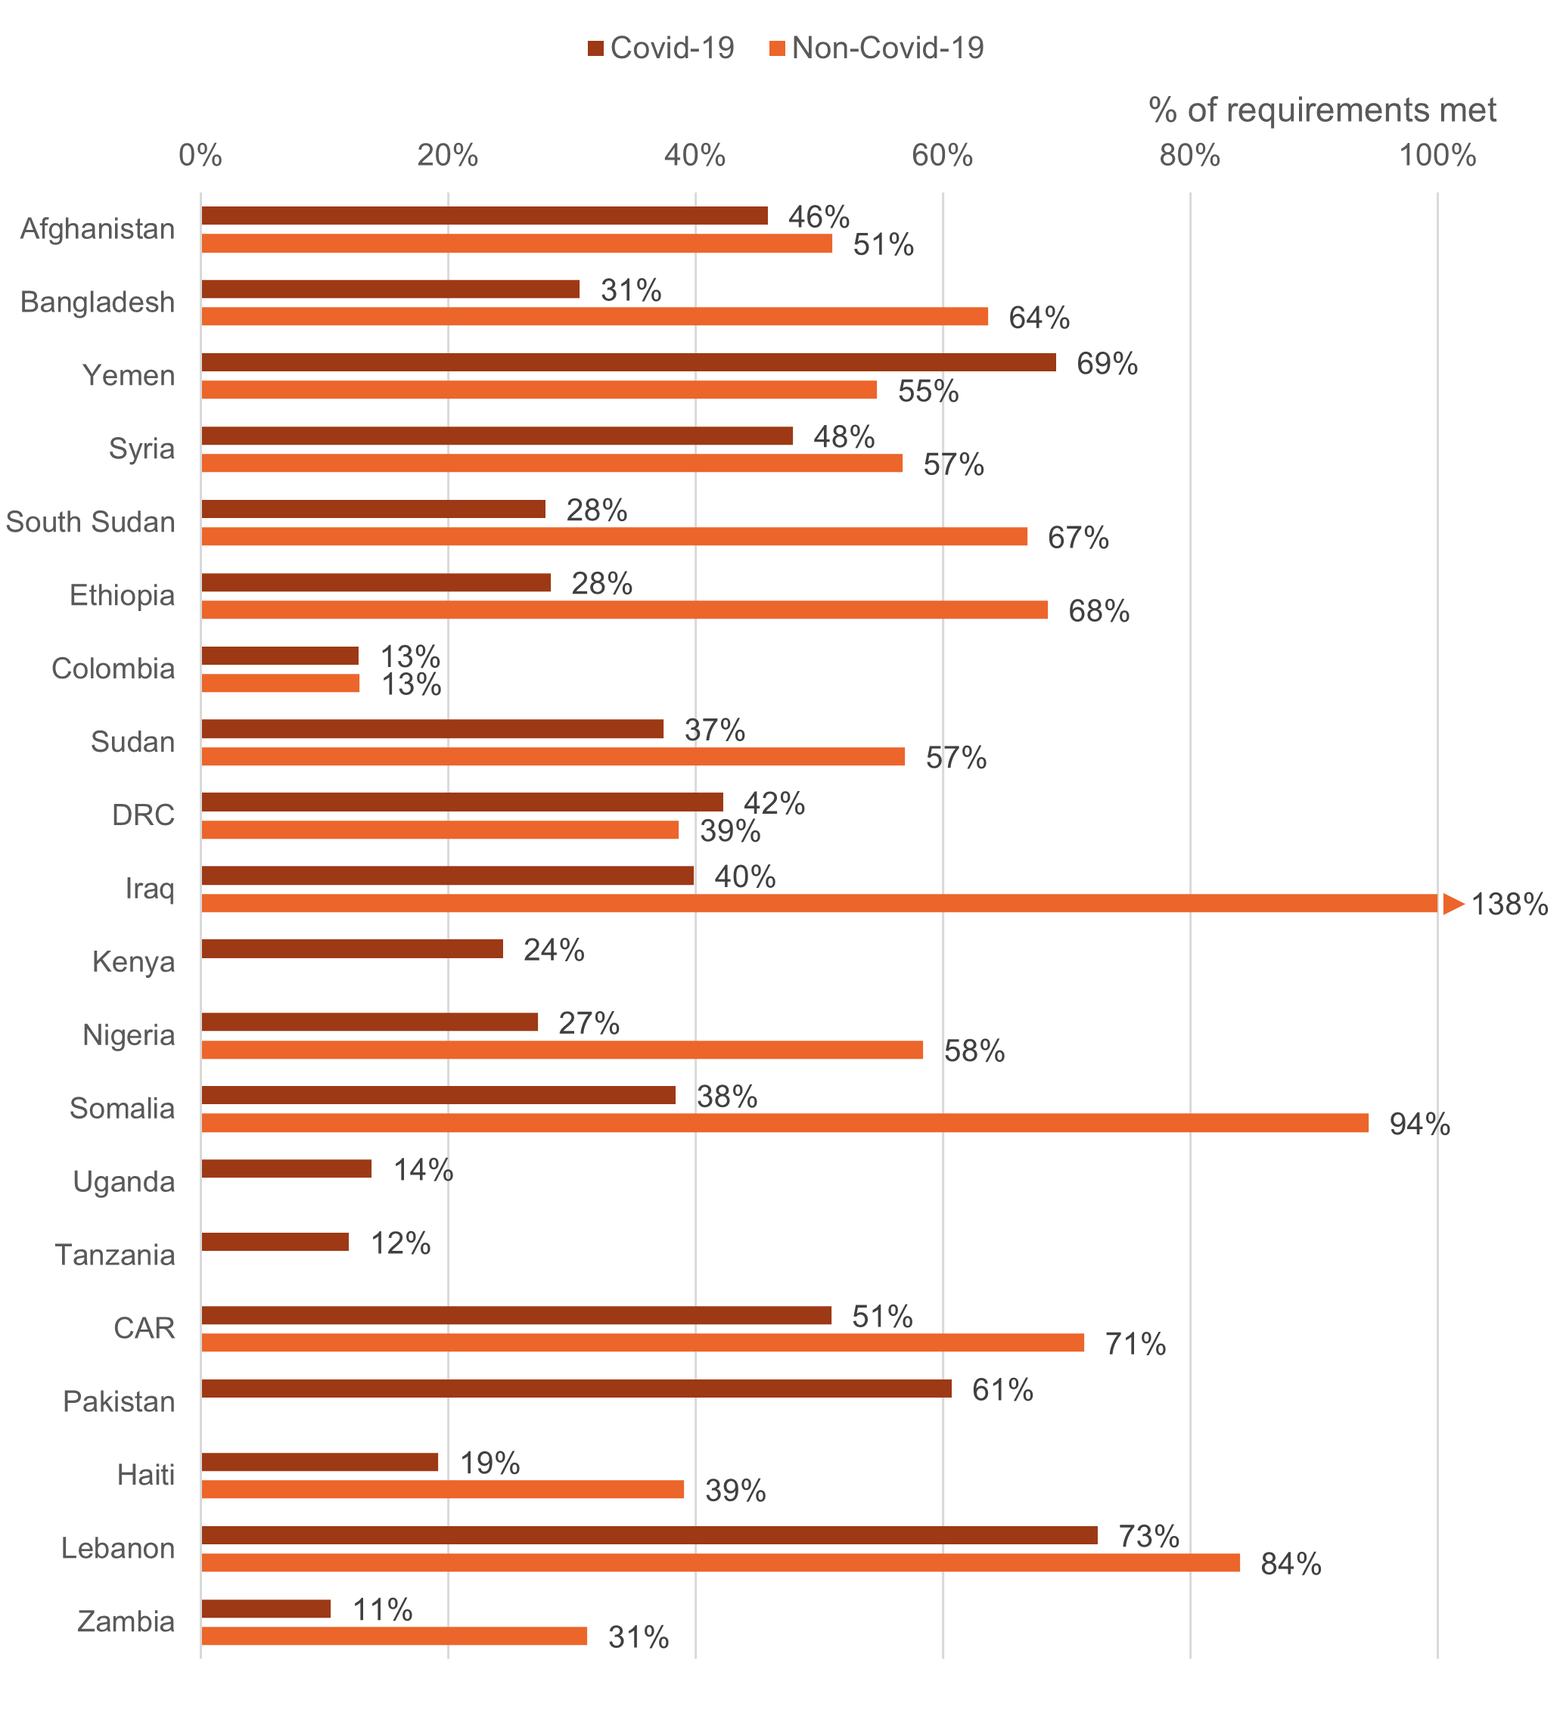 Covid-19 Non-Covid-19
% of requirements met
0% 20% 40% 60% 80% 100%
Afghanistan 46% 51%
Bangladesh 31% 64%
Yemen 69% 55%
Syria 48% 57%
South Sudan 28% 67%
Ethiopia 28% 68%
Colombia 13% 13%
Sudan 37% 57%
DRC 42% 39%
Iraq 40% 138%
Kenya 24%
Nigeria 27% 58%
Somalia 38% 94%
Uganda 14%
Tanzania 12%
CAR 51% 71%
Pakistan 61%
Haiti 19% 39%
Lebanon 73% 84%
Zambia 11% 31%